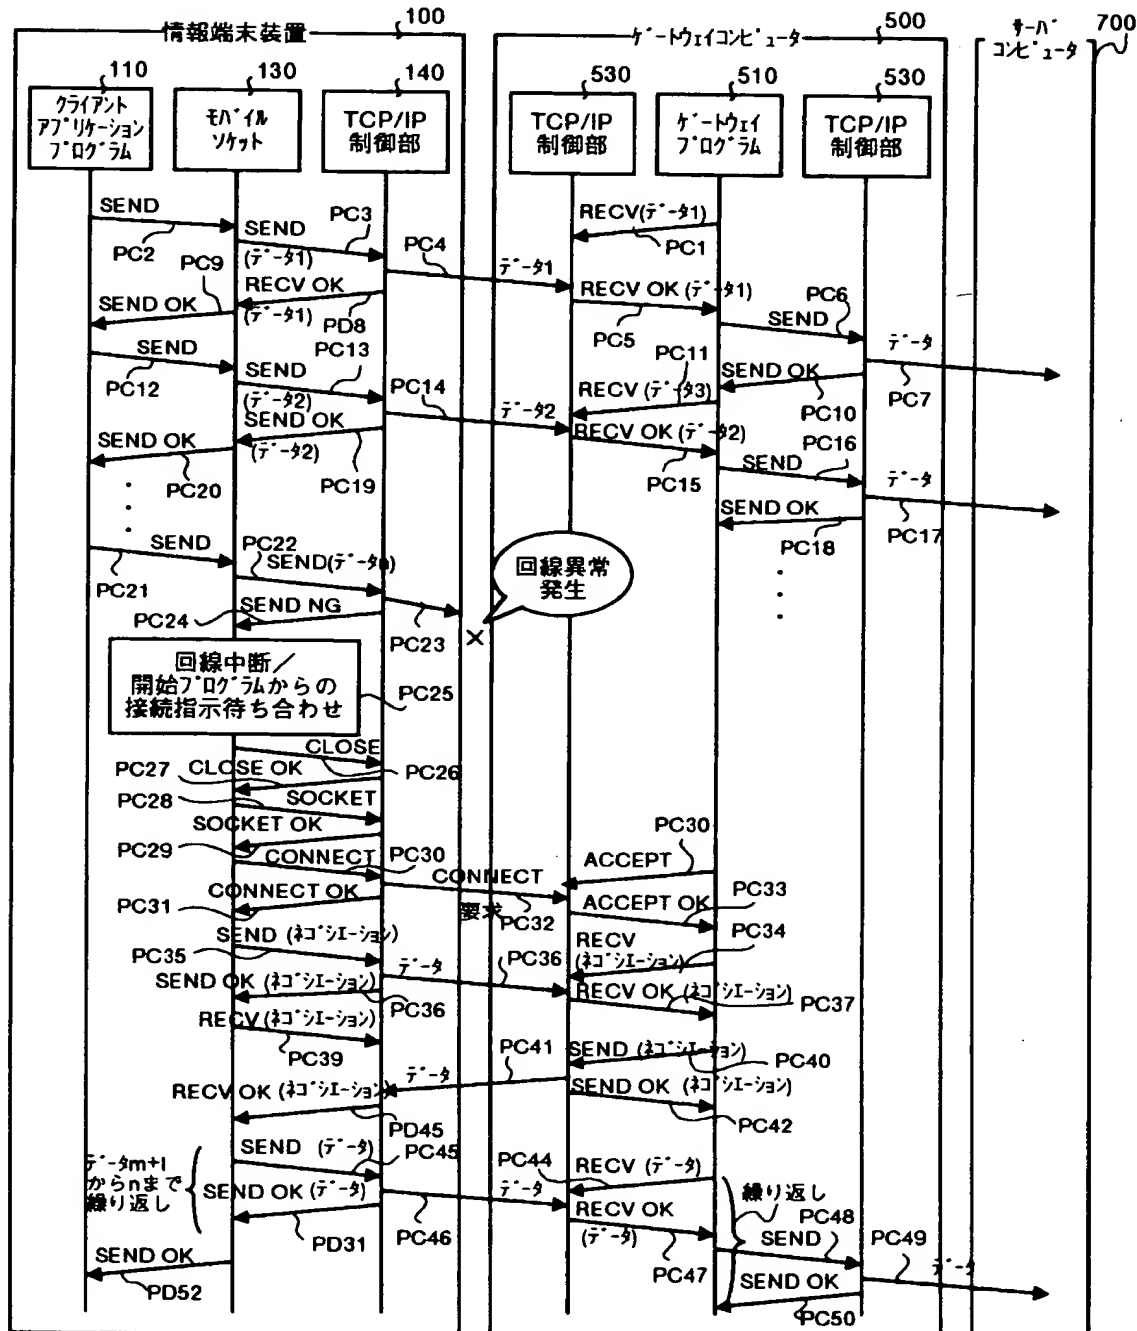 情報端末装置
100
ｹﾞｰﾄｳｪｲｺﾝﾋﾟｭｰﾀ
500
ｻｰﾊﾞ
ｺﾝﾋﾟｭｰﾀ
700
110
130
140
530
510
530
ｸﾗｲｱﾝﾄ
ｱﾌﾟﾘｹｰｼｮﾝ
ﾌﾟﾛｸﾞﾗﾑ
ﾓﾊﾞｲﾙ
ｿｹｯﾄ
TCP/IP
制御部
TCP/IP
制御部
ｹﾞｰﾄｳｪｲ
ﾌﾟﾛｸﾞﾗﾑ
TCP/IP
制御部
SEND
PC2
SEND
(ﾃﾞｰﾀ1)
PC3
PC4
ﾃﾞｰﾀ1
RECV(ﾃﾞｰﾀ1)
PC1
PC9
SEND OK
RECV OK
(ﾃﾞｰﾀ1)
PD8
RECV OK (ﾃﾞｰﾀ1)
PC5
PC6
SEND
ﾃﾞｰﾀ
PC7
SEND
PC12
PC13
SEND
(ﾃﾞｰﾀ2)
PC14
ﾃﾞｰﾀ2
PC11
RECV (ﾃﾞｰﾀ3)
SEND OK
PC10
SEND OK
PC20
SEND OK
(ﾃﾞｰﾀ2)
PC19
RECV OK (ﾃﾞｰﾀ2)
PC15
PC16
SEND
ﾃﾞｰﾀ
PC17
SEND OK
PC18
SEND
PC21
PC22
SEND(ﾃﾞｰﾀn)
PC23
SEND NG
PC24
回線異常
発生
×
回線中断／
開始ﾌﾟﾛｸﾞﾗﾑからの
接続指示待ち合わせ
PC25
CLOSE
PC26
PC27
CLOSE OK
PC28
SOCKET
SOCKET OK
PC29
CONNECT
PC30
CONNECT
要求
PC32
PC30
ACCEPT
CONNECT OK
PC31
ACCEPT OK
PC33
SEND (ﾈｺﾞｼｴｰｼｮﾝ)
PC35
ﾃﾞｰﾀ
PC36
RECV
(ﾈｺﾞｼｴｰｼｮﾝ)
PC34
SEND OK (ﾈｺﾞｼｴｰｼｮﾝ)
PC36
RECV OK (ﾈｺﾞｼｴｰｼｮﾝ)
PC37
RECV (ﾈｺﾞｼｴｰｼｮﾝ)
PC39
PC41
ﾃﾞｰﾀ
SEND (ﾈｺﾞｼｴｰｼｮﾝ)
PC40
RECV OK (ﾈｺﾞｼｴｰｼｮﾝ)
PD45
SEND OK (ﾈｺﾞｼｴｰｼｮﾝ)
PC42
ﾃﾞｰﾀm+1
からnまで
繰り返し
SEND (ﾃﾞｰﾀ)
PC45
PC44
RECV (ﾃﾞｰﾀ)
SEND OK (ﾃﾞｰﾀ)
PD31
PC46
ﾃﾞｰﾀ
RECV OK
(ﾃﾞｰﾀ)
PC47
繰り返し
PC48
SEND
PC49
ﾃﾞｰﾀ
SEND OK
PD52
SEND OK
PC50